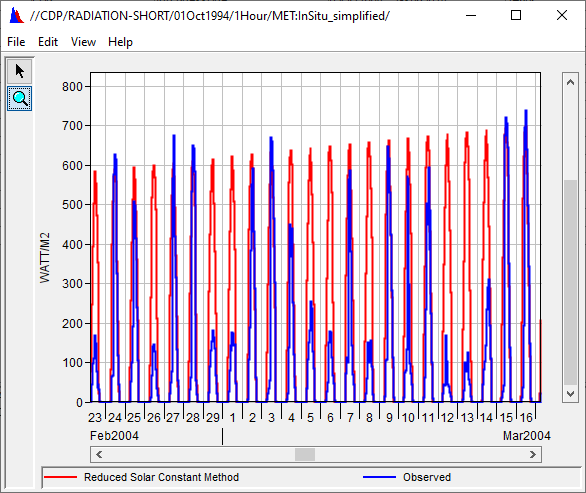 //CDP/RADIATION-SHORT/01Oct1994/1Hour/MET:InSitu_simplified/
File Edit View Help
WATT/M2
800
700
600
500
400
300
200
100
0
23 24 25 26 27 28 29 1 2 3 4 5 6 7 8 9 10 11 12 13 14 15 16
Feb2004 Mar2004
Reduced Solar Constant Method Observed